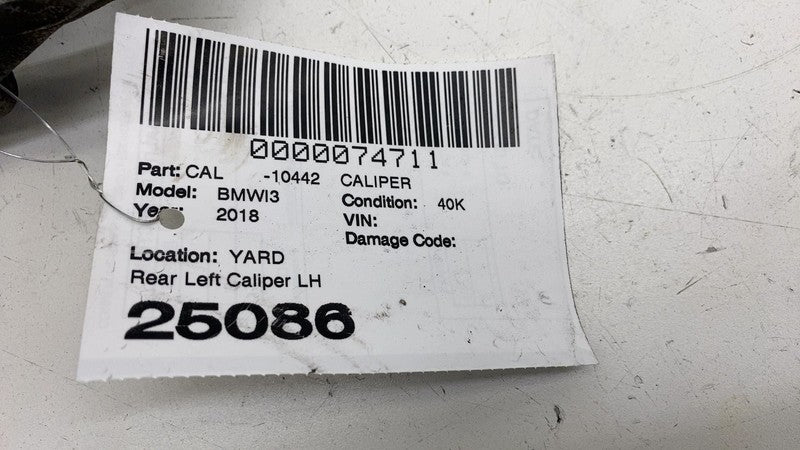 0000074711
Part: CAL -10442 CALIPER
Model: BMWI3 Condition: 40K
Year: 2018 VIN:
Damage Code:
Location: YARD
Rear Left Caliper LH
25086